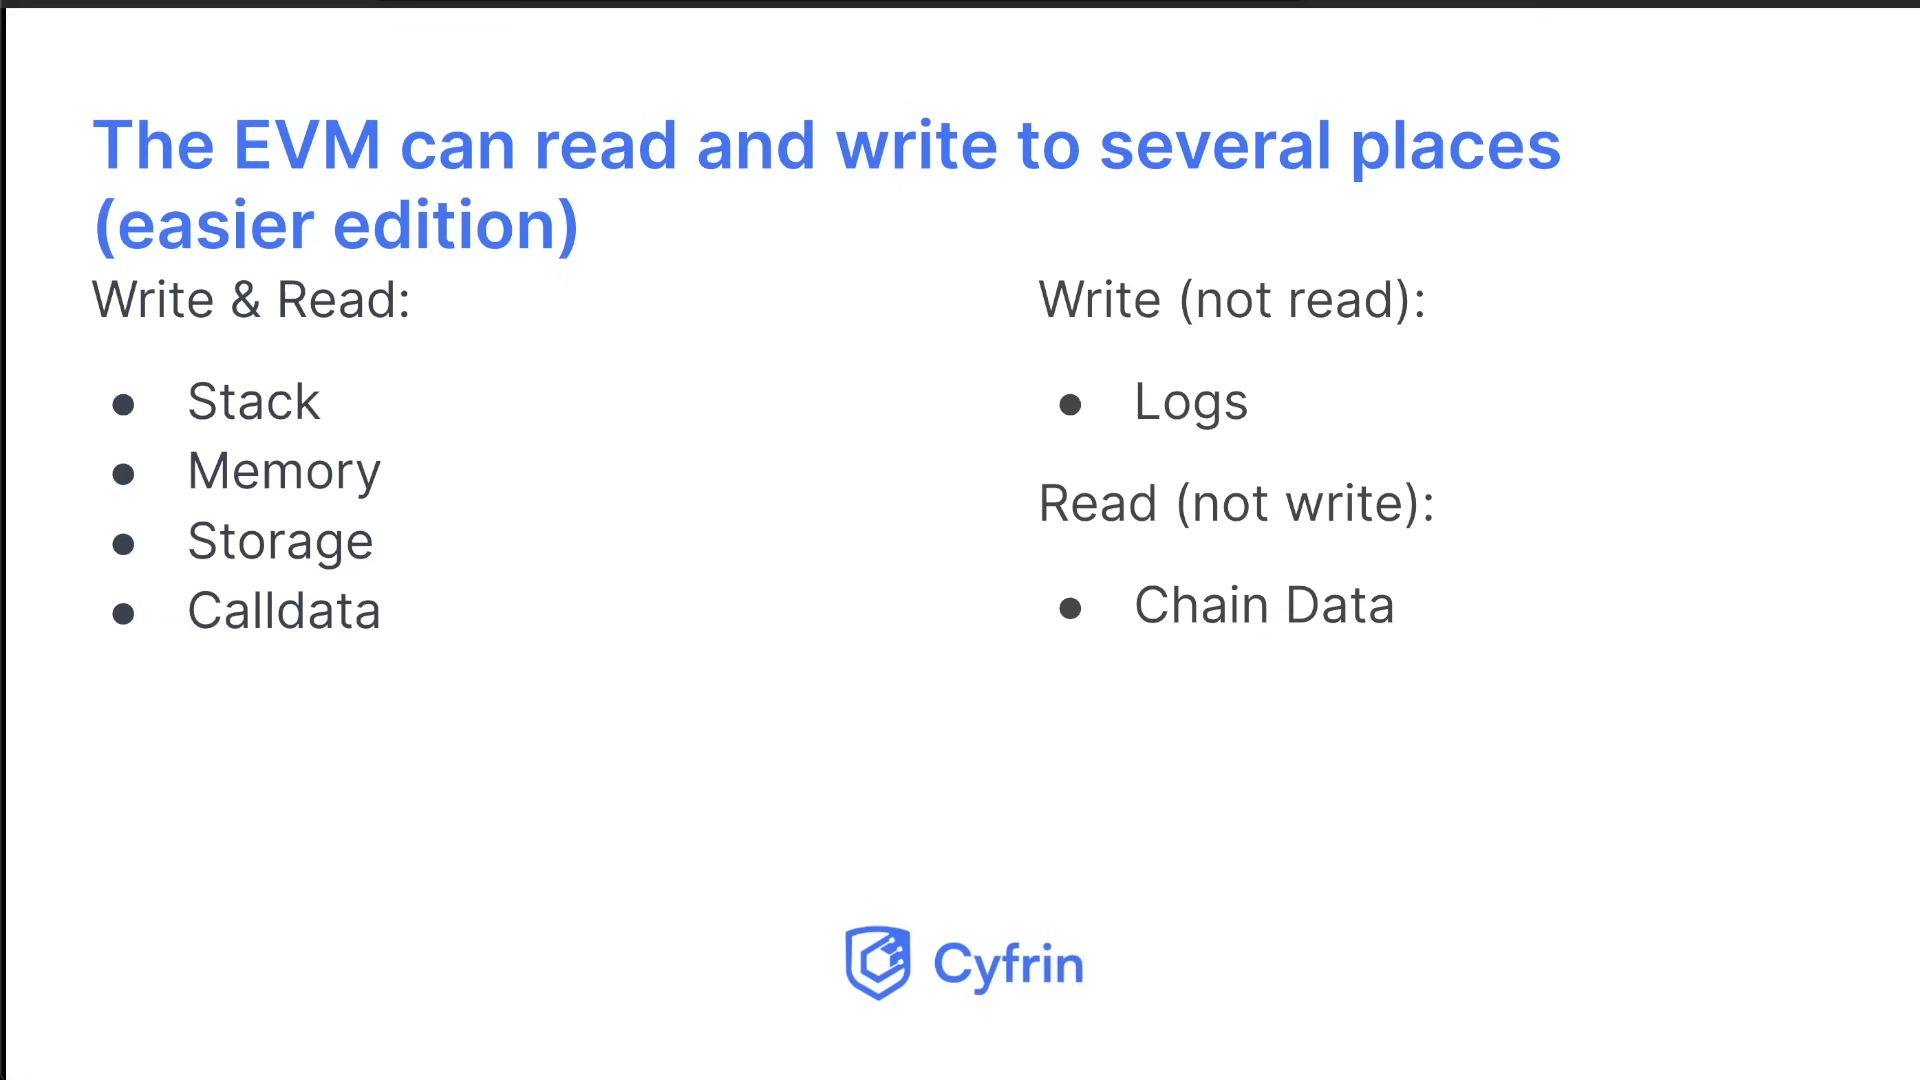 The EVM can read and write to several places
(easier edition)
Write & Read:
● Stack
● Memory
● Storage
● Calldata
Write (not read):
● Logs
Read (not write):
● Chain Data
Cyfrin